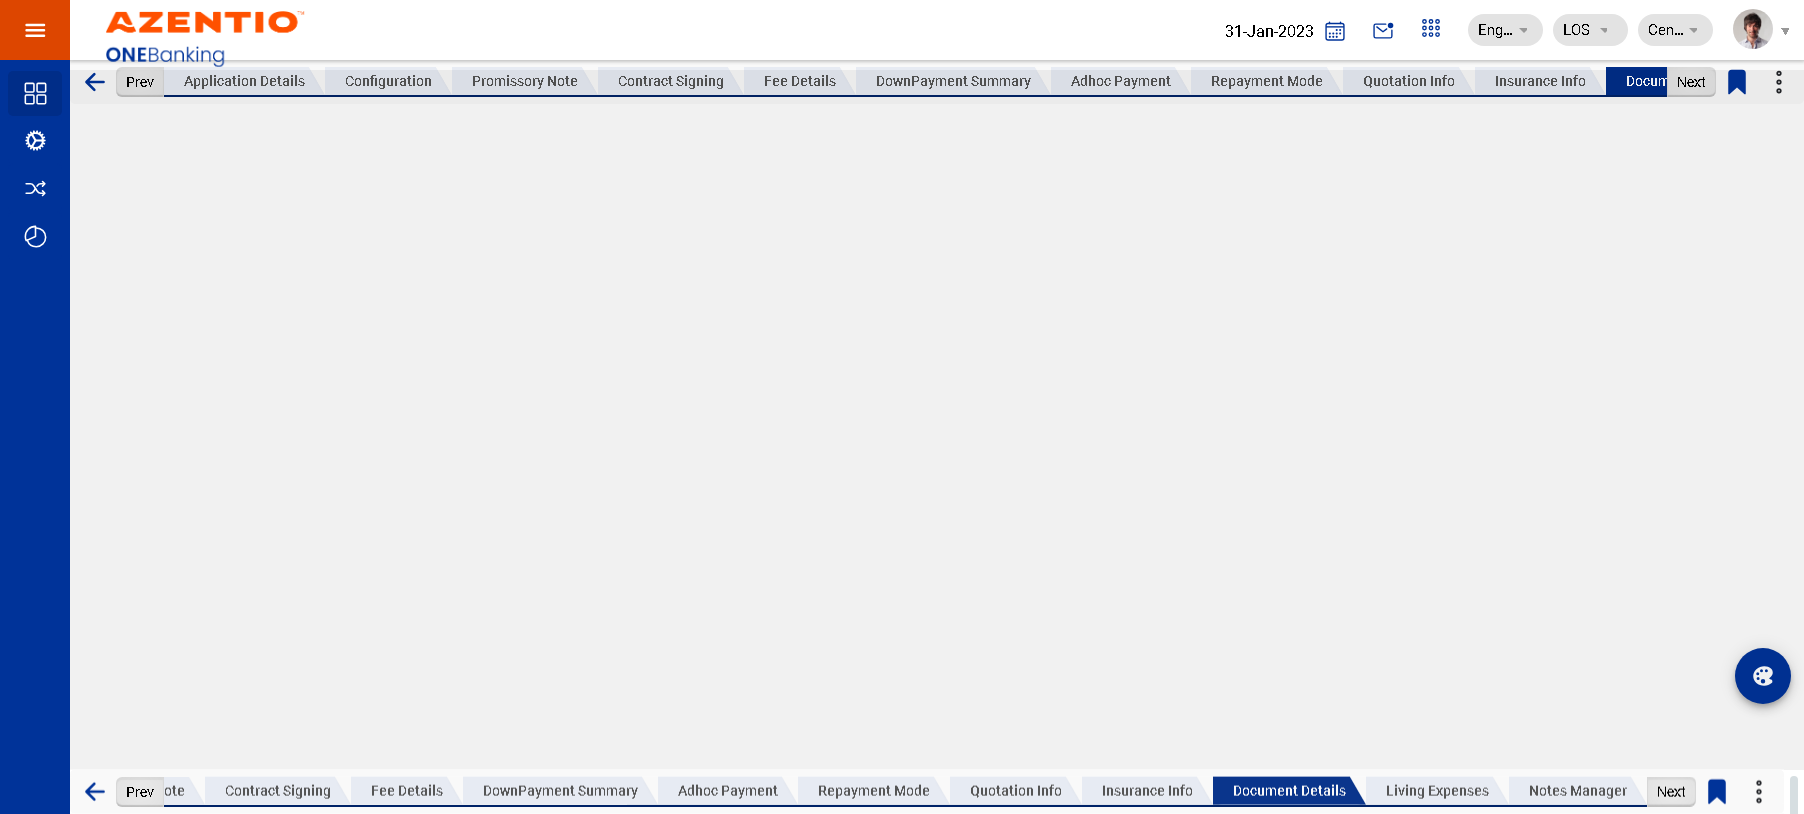 AZENTIO™
ONEBanking
31-Jan-2023 Eng... LOS Cen...
Prev Application Details Configuration Promissory Note Contract Signing Fee Details DownPayment Summary Adhoc Payment Repayment Mode Quotation Info Insurance Info Docum Next
Prev ote Contract Signing Fee Details DownPayment Summary Adhoc Payment Repayment Mode Quotation Info Insurance Info Document Details Living Expenses Notes Manager Next